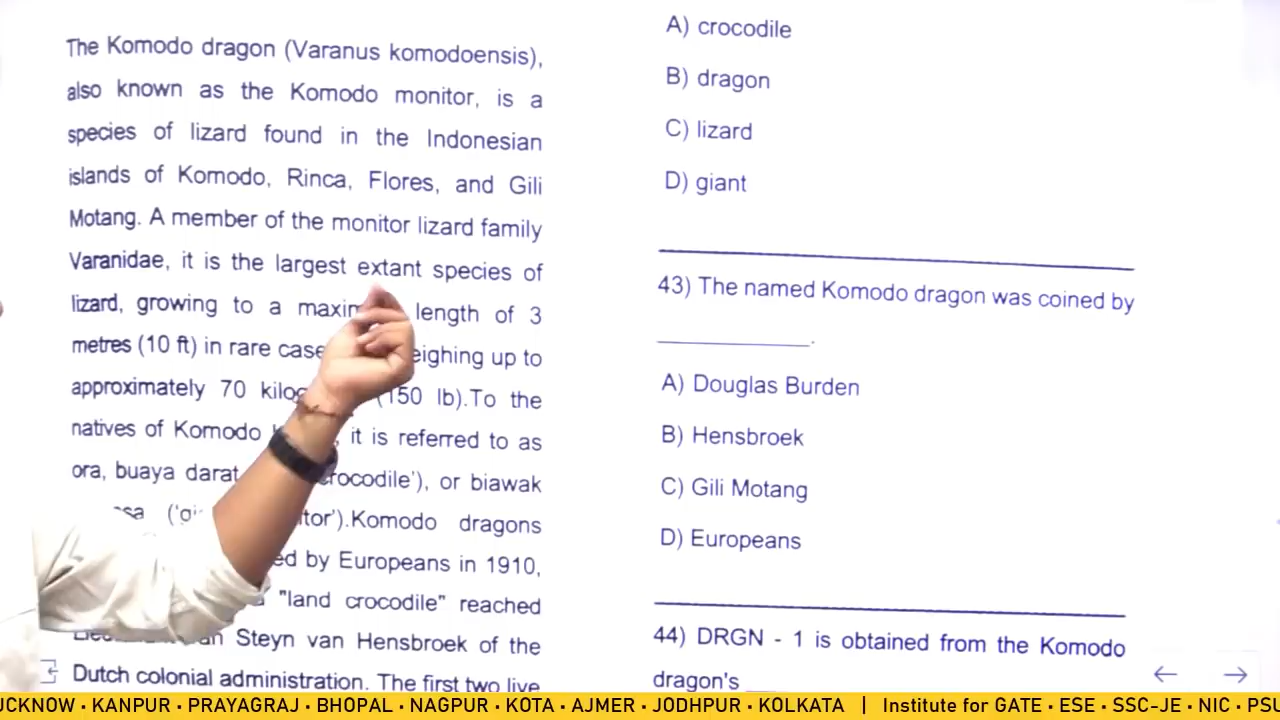 The Komodo dragon (Varanus komodoensis),
also known as the Komodo monitor, is a
species of lizard found in the Indonesian
islands of Komodo, Rinca, Flores, and Gili
Motang. A member of the monitor lizard family
Varanidae, it is the largest extant species of
lizard, growing to a maxim length of 3
metres (10 ft) in rare case eighing up to
approximately 70 kilog (150 lb).To the
natives of Komodo it is referred to as
ora, buaya darat rocodile'), or biawak
sa ('gi tor').Komodo dragons
ed by Europeans in 1910,
"land crocodile" reached
an Steyn van Hensbroek of the
Dutch colonial administration. The first two live
A) crocodile
B) dragon
C) lizard
D) giant
43) The named Komodo dragon was coined by
____________.
A) Douglas Burden
B) Hensbroek
C) Gili Motang
D) Europeans
44) DRGN - 1 is obtained from the Komodo
dragon's ___
UCKNOW • KANPUR • PRAYAGRAJ • BHOPAL • NAGPUR • KOTA • AJMER • JODHPUR • KOLKATA | Institute for GATE • ESE • SSC-JE • NIC • PSU